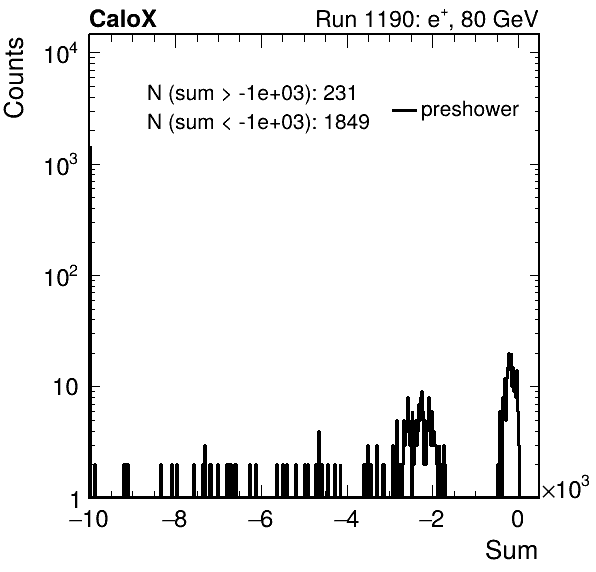 CaloX Run 1190: e⁺, 80 GeV
Counts
10⁴
N (sum > -1e+03): 231
N (sum < -1e+03): 1849
preshower
10³
10²
10
1
−10 −8 −6 −4 −2 0 ×10³
Sum